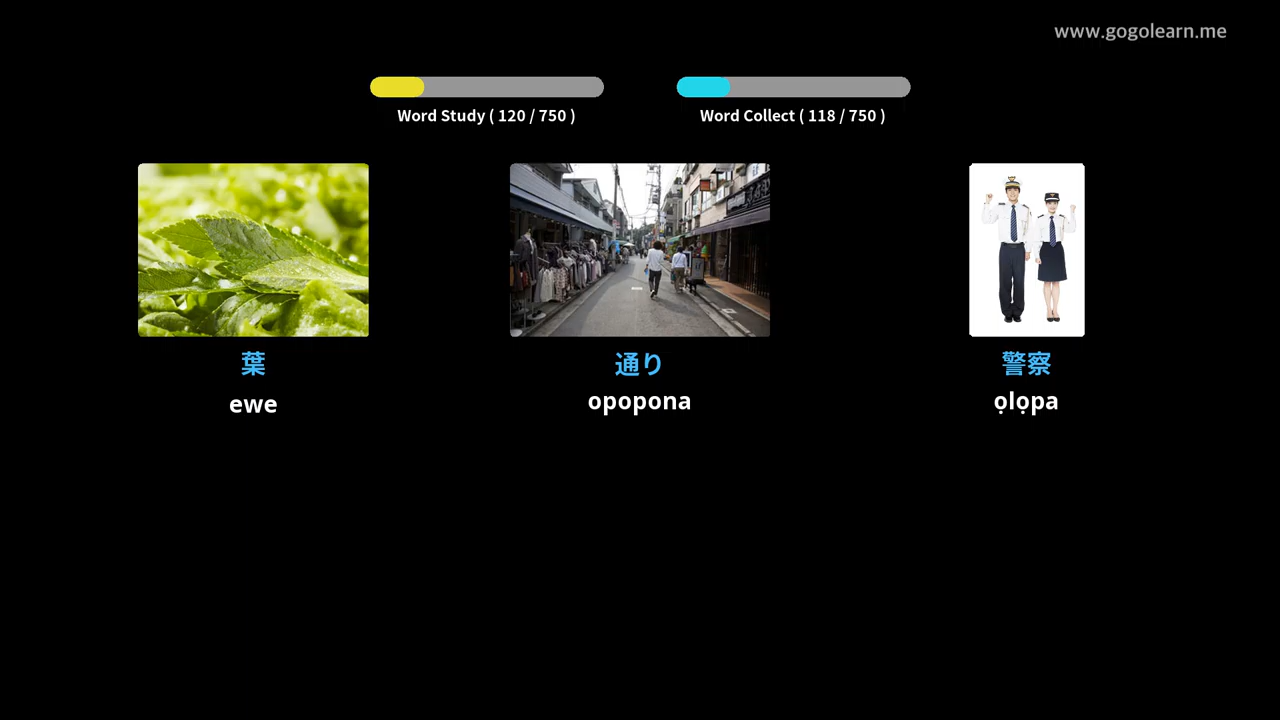 www.gogolearn.me
Word Study ( 120 / 750 )
Word Collect ( 118 / 750 )
葉
通り
警察
ewe
opopona
ọlọpa